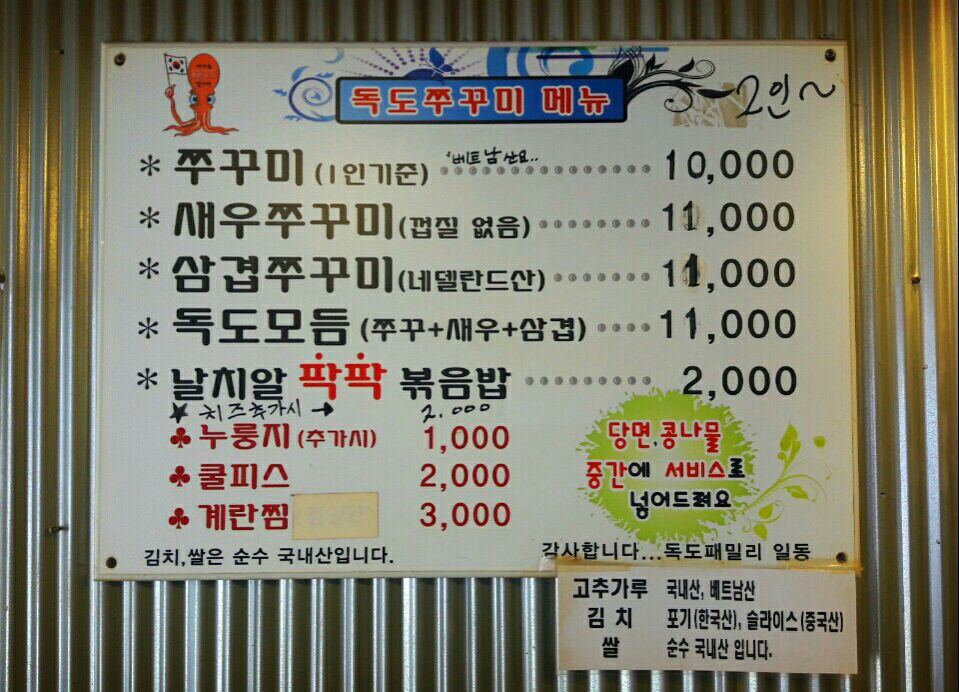 독도쭈꾸미 메뉴
2인~
* 쭈꾸미 (1인기준) 베트남산요.. 10,000
* 새우쭈꾸미(껍질 없음) 11,000
* 삼겹쭈꾸미(네델란드산) 11,000
* 독도모듬 (쭈꾸+새우+삼겹) 11,000
* 날치알 팍팍 볶음밥 2,000
★ 치즈추가시 → 2.000
♣ 누룽지(추가시) 1,000
♣ 쿨피스 2,000
♣ 계란찜 3,000
당면,콩나물
중간에 서비스로
넣어드려요
김치,쌀은 순수 국내산입니다.
감사합니다...독도패밀리 일동
고추가루 국내산, 베트남산
김 치 포기(한국산), 슬라이스(중국산)
쌀 순수 국내산 입니다.